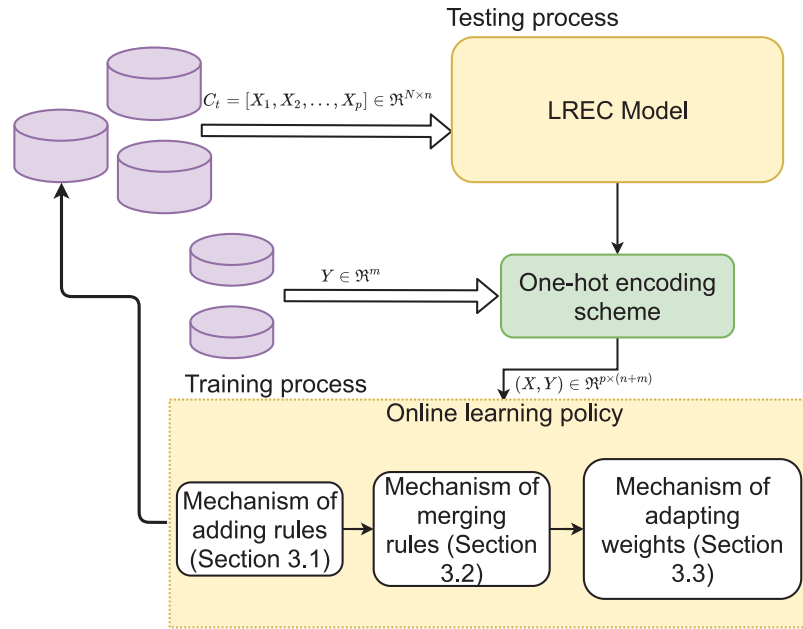 Testing process
C_t = [X_1, X_2, . . . , X_p] ∈ ℜ^{N×n}
LREC Model
Y ∈ ℜ^m
One-hot encoding
scheme
(X, Y) ∈ ℜ^{p×(n+m)}
Training process
Online learning policy
Mechanism of
adding rules
(Section 3.1)
Mechanism of
merging
rules (Section
3.2)
Mechanism of
adapting
weights (Section
3.3)